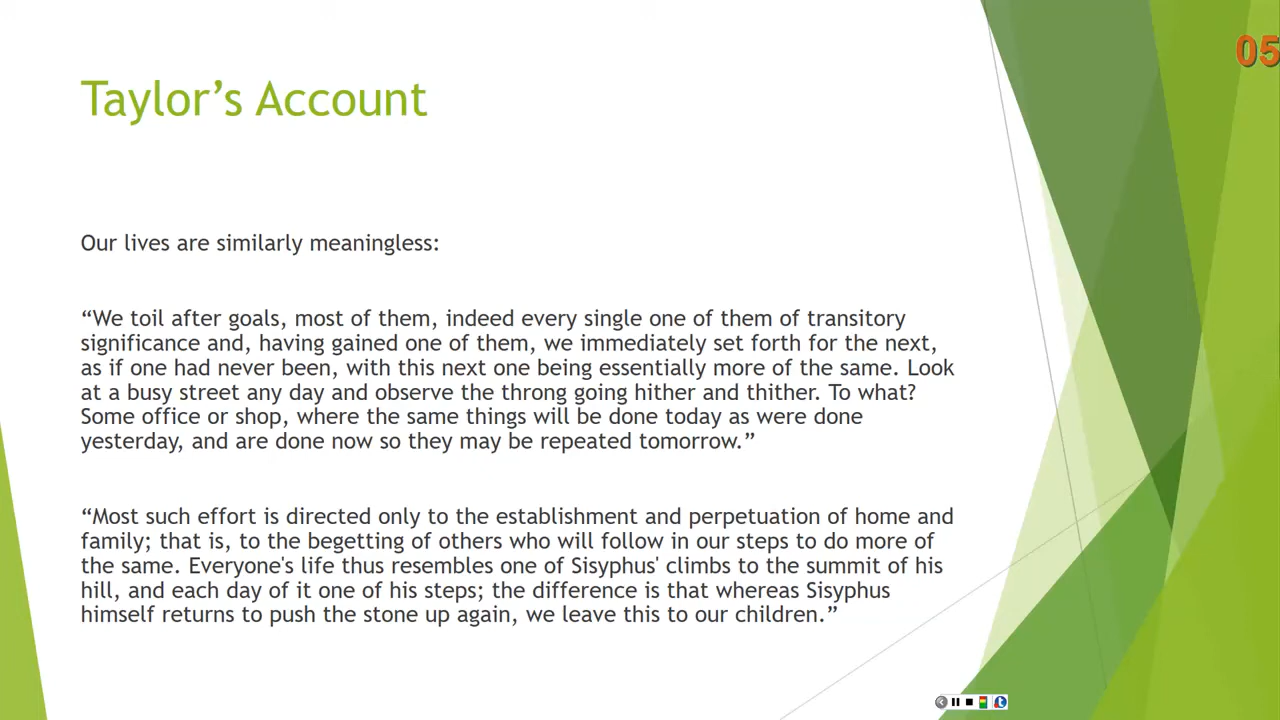 05
Taylor’s Account
Our lives are similarly meaningless:
“We toil after goals, most of them, indeed every single one of them of transitory
significance and, having gained one of them, we immediately set forth for the next,
as if one had never been, with this next one being essentially more of the same. Look
at a busy street any day and observe the throng going hither and thither. To what?
Some office or shop, where the same things will be done today as were done
yesterday, and are done now so they may be repeated tomorrow.”
“Most such effort is directed only to the establishment and perpetuation of home and
family; that is, to the begetting of others who will follow in our steps to do more of
the same. Everyone's life thus resembles one of Sisyphus' climbs to the summit of his
hill, and each day of it one of his steps; the difference is that whereas Sisyphus
himself returns to push the stone up again, we leave this to our children.”